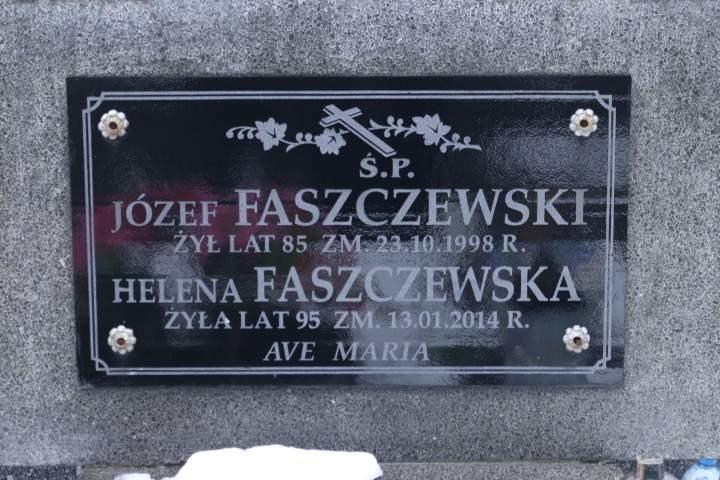 Ś.P.
JÓZEF FASZCZEWSKI
ŻYŁ LAT 85 ZM. 23.10.1998 R.
HELENA FASZCZEWSKA
ŻYŁA LAT 95 ZM. 13.01.2014 R.
AVE MARIA